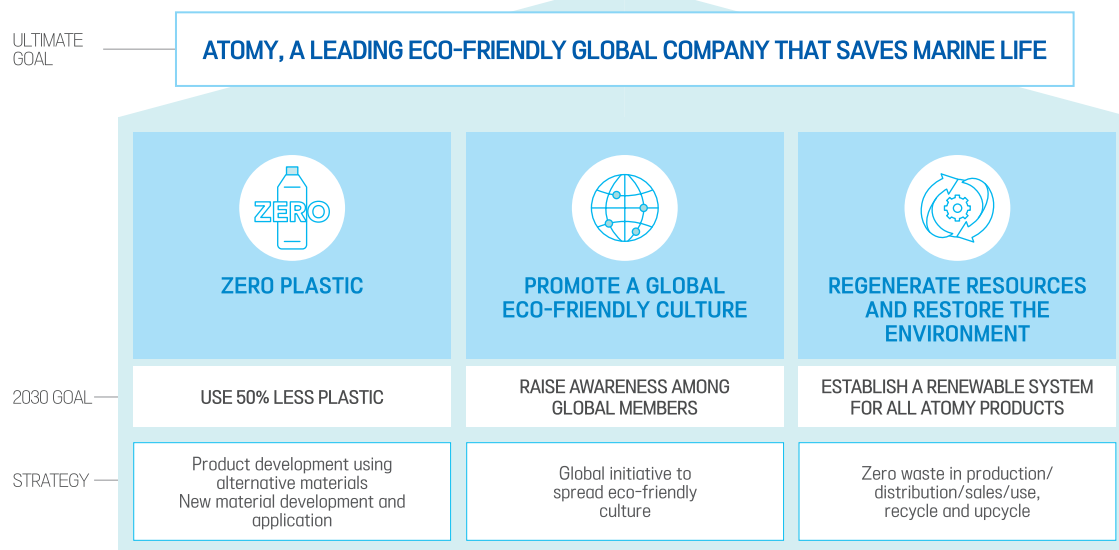 ULTIMATE
GOAL
ATOMY, A LEADING ECO-FRIENDLY GLOBAL COMPANY THAT SAVES MARINE LIFE
ZERO
ZERO PLASTIC
PROMOTE A GLOBAL
ECO-FRIENDLY CULTURE
REGENERATE RESOURCES
AND RESTORE THE
ENVIRONMENT
2030 GOAL
USE 50% LESS PLASTIC
RAISE AWARENESS AMONG
GLOBAL MEMBERS
ESTABLISH A RENEWABLE SYSTEM
FOR ALL ATOMY PRODUCTS
STRATEGY
Product development using
alternative materials
New material development and
application
Global initiative to
spread eco-friendly
culture
Zero waste in production/
distribution/sales/use,
recycle and upcycle